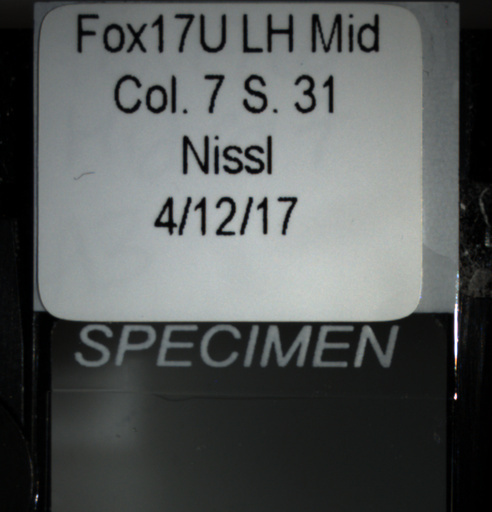 Fox17U LH Mid
Col. 7 S. 31
Nissl
4/12/17
SPECIMEN